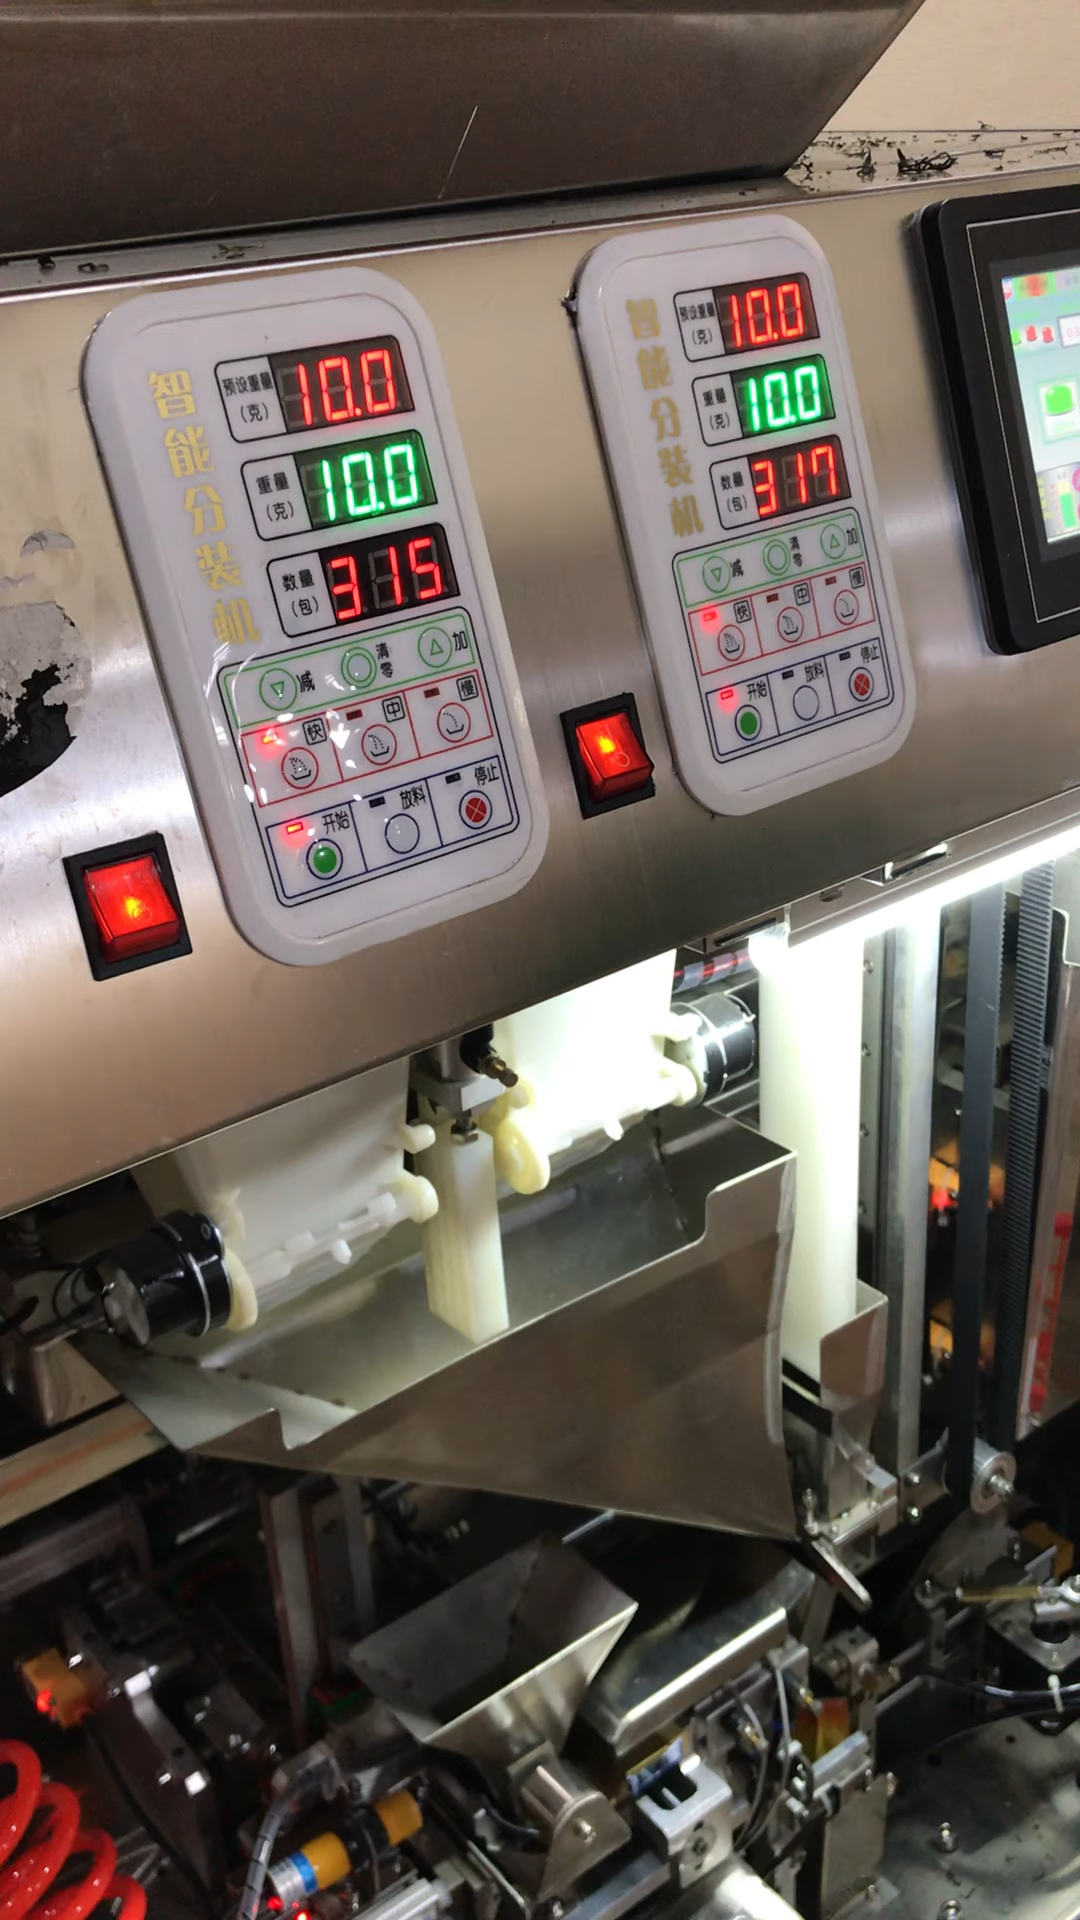 智能分装机
预设重量
(克)
10.0
重量
(克)
10.0
数量
(包)
315
减
清零
加
快
中
慢
开始
放料
停止
智能分装机
预设重量
(克)
10.0
重量
(克)
10.0
数量
(包)
317
减
清零
加
快
中
慢
开始
放料
停止